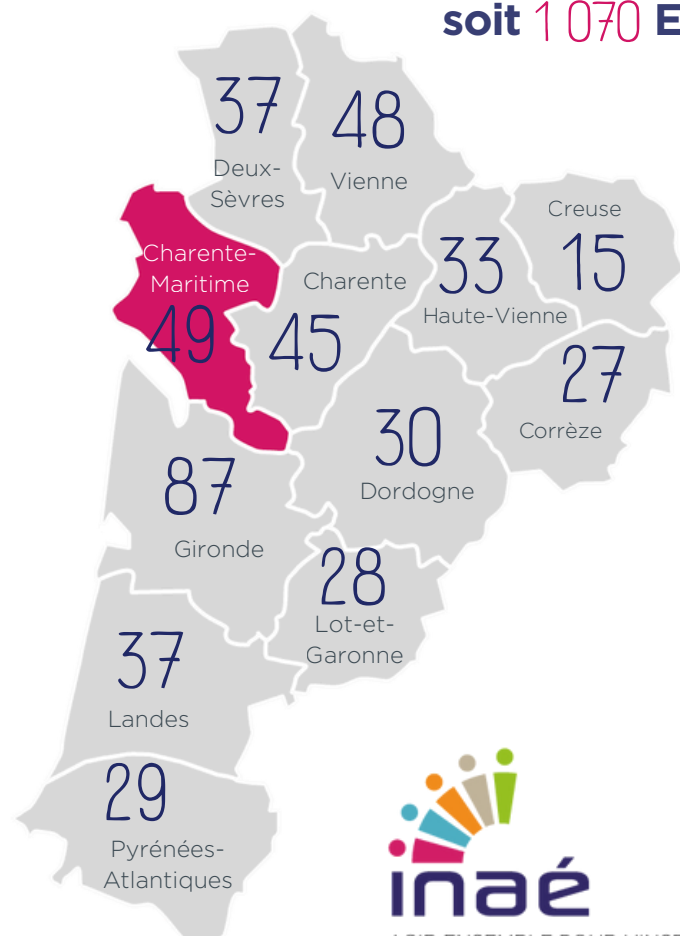 soit 1 070 E
37
Deux-
Sèvres
48
Vienne
Creuse
15
Charente-
Maritime
49
Charente
45
33
Haute-Vienne
27
Corrèze
30
Dordogne
87
Gironde
28
Lot-et-
Garonne
37
Landes
29
Pyrénées-
Atlantiques
inaé